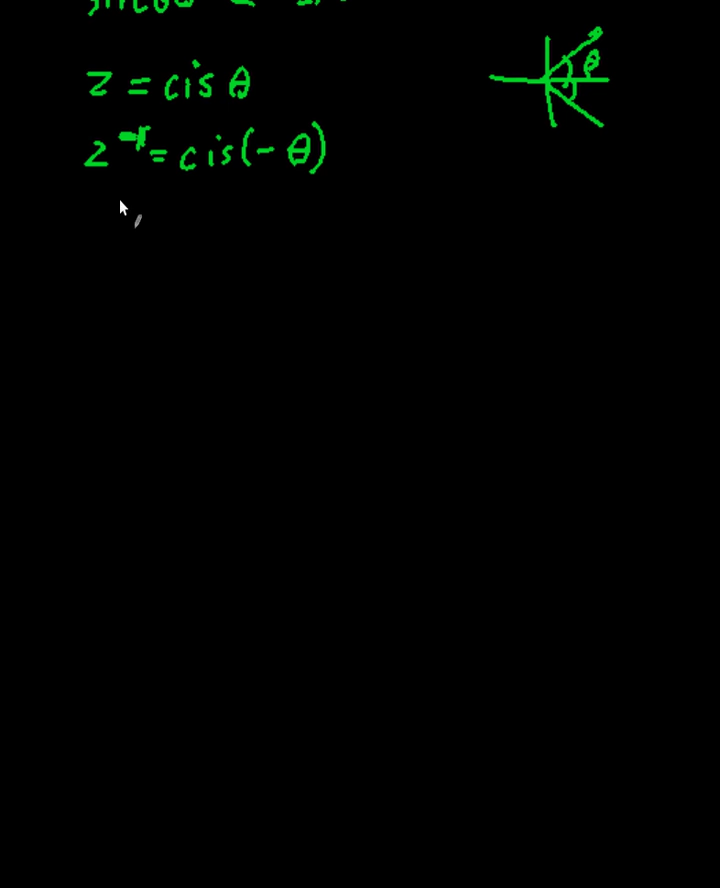 z = cis θ
θ
z⁻¹ = cis(- θ)